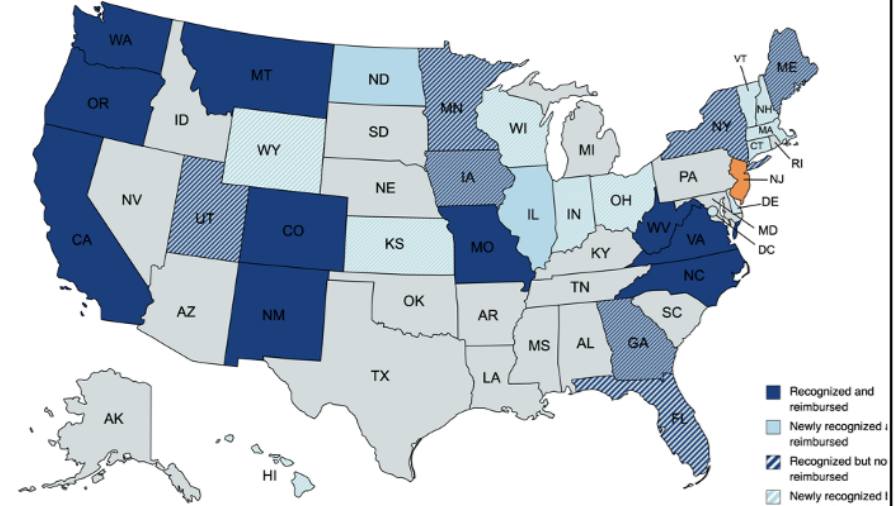 WA
MT
ND
MN
ME
VT
NH
OR
ID
SD
WI
NY
MA
CT
RI
WY
MI
IA
NE
PA
NJ
NV
UT
CO
IL
IN
OH
DE
CA
KS
MO
WV
VA
MD
DC
KY
NC
AZ
NM
OK
TN
AR
SC
MS
AL
GA
TX
LA
FL
AK
HI
Recognized and
reimbursed
Newly recognized
reimbursed
Recognized but no
reimbursed
Newly recognized